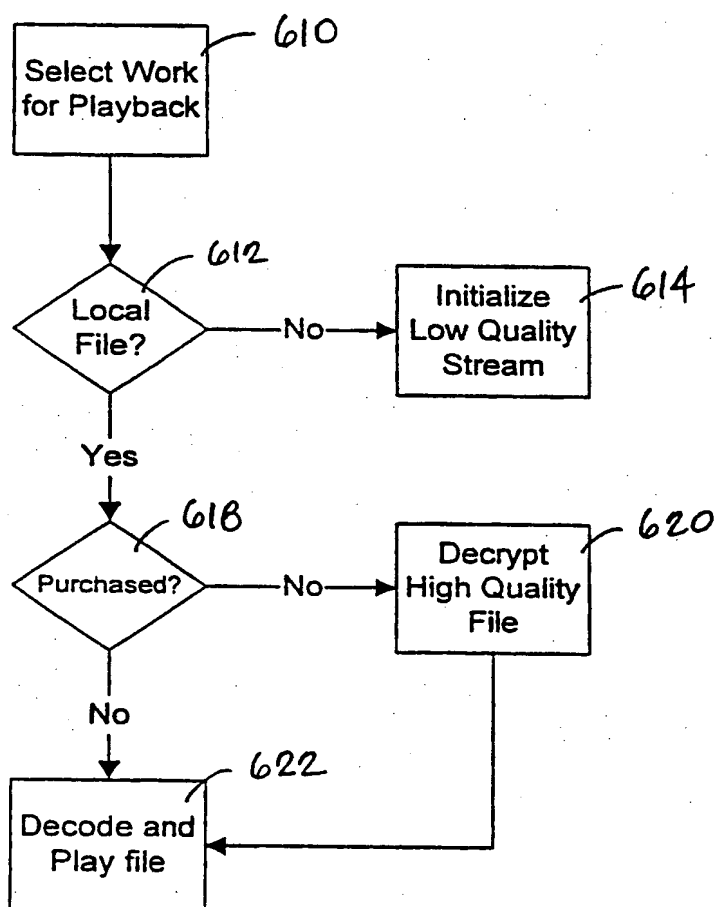 610
Select Work
for Playback
612
Local
File?
No
Initialize
Low Quality
Stream
614
Yes
618
Purchased?
No
Decrypt
High Quality
File
620
No
622
Decode and
Play file